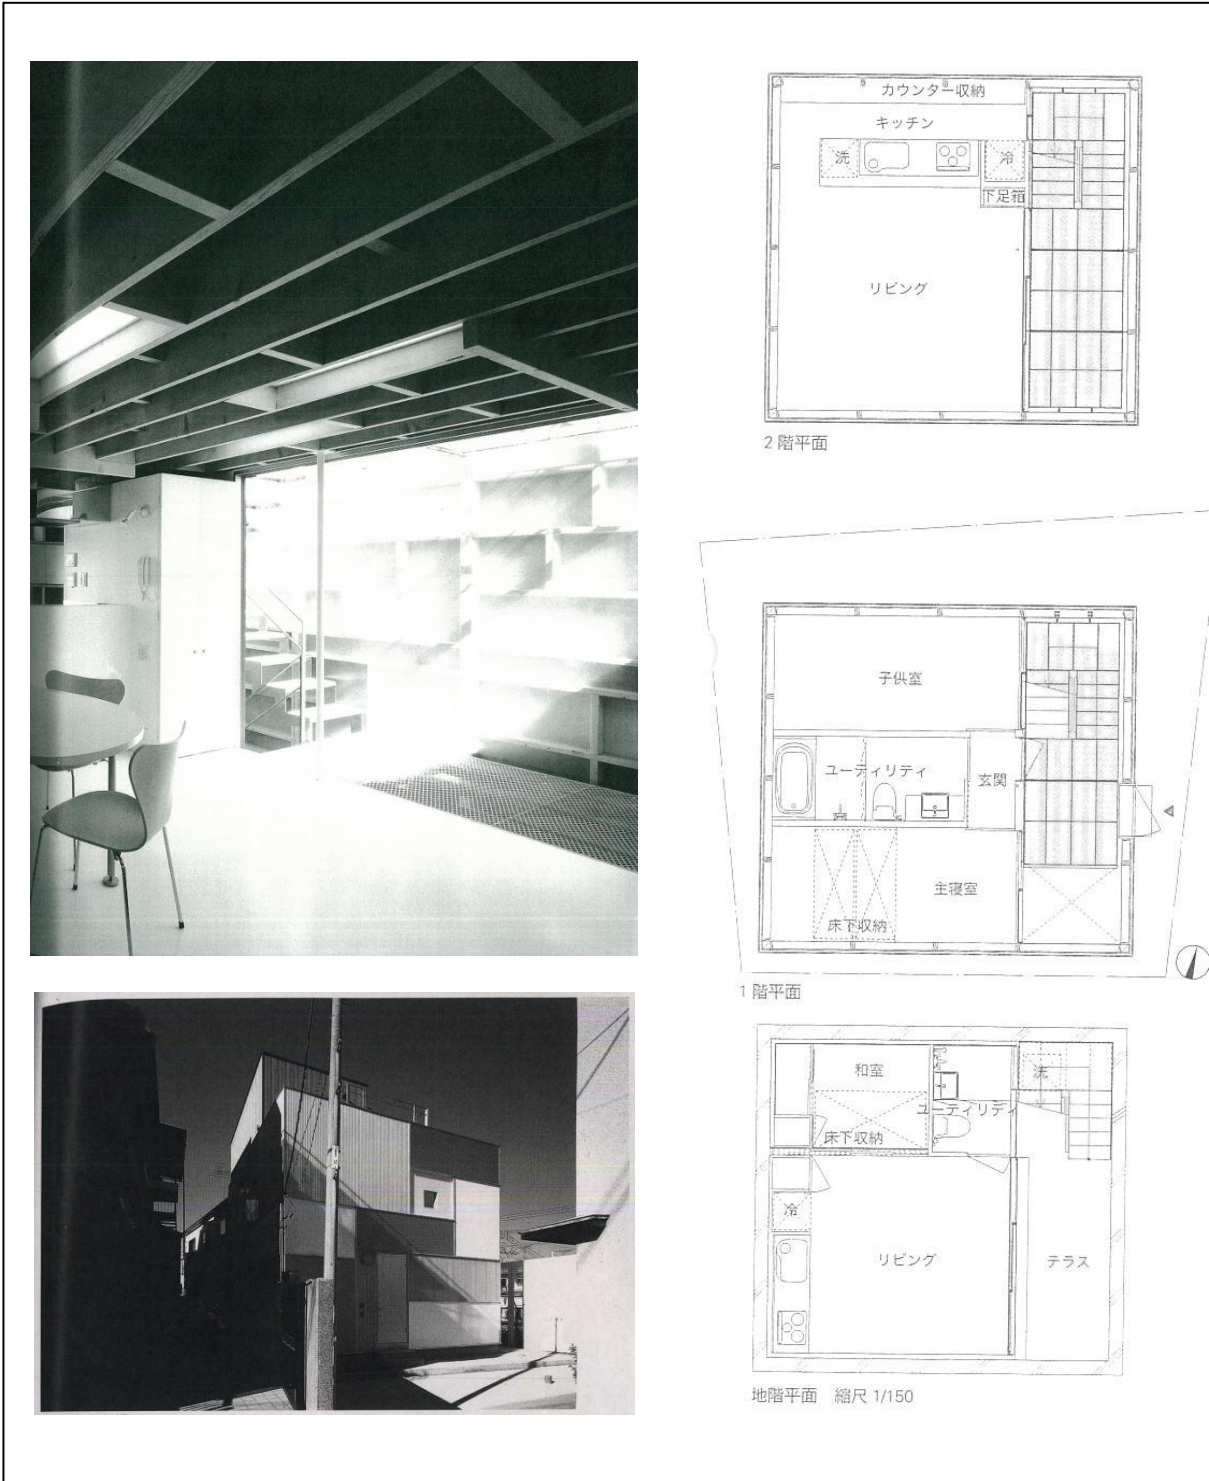 カウンター収納
キッチン
洗
冷
下足箱
リビング
2 階平面
子供室
ユーティリティ
玄関
主寝室
床下収納
1 階平面
和室
洗
ユーティリティ
床下収納
冷
リビング
テラス
地階平面 縮尺 1/150